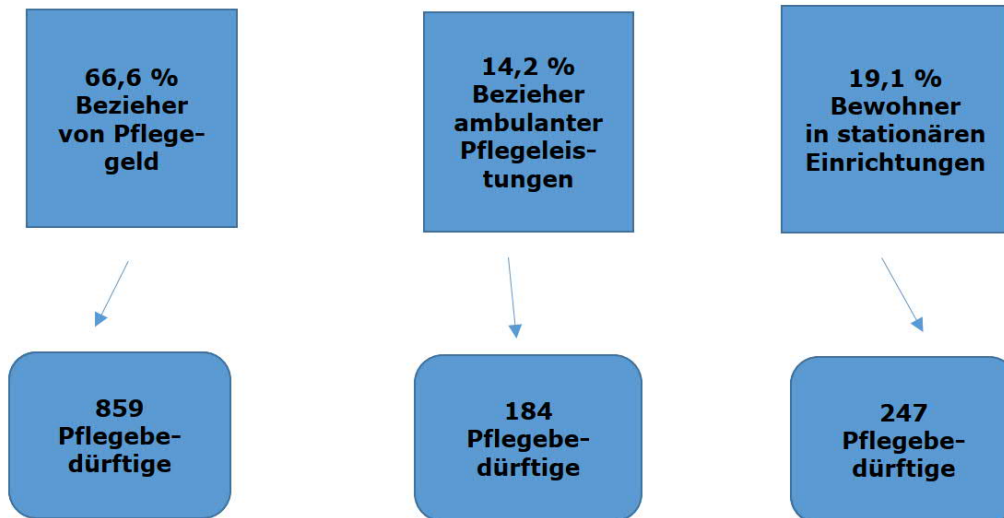 66,6 %
Bezieher
von Pflege-
geld
14,2 %
Bezieher
ambulanter
Pflegeleis-
tungen
19,1 %
Bewohner
in stationären
Einrichtungen
859
Pflegebe-
dürftige
184
Pflegebe-
dürftige
247
Pflegebe-
dürftige